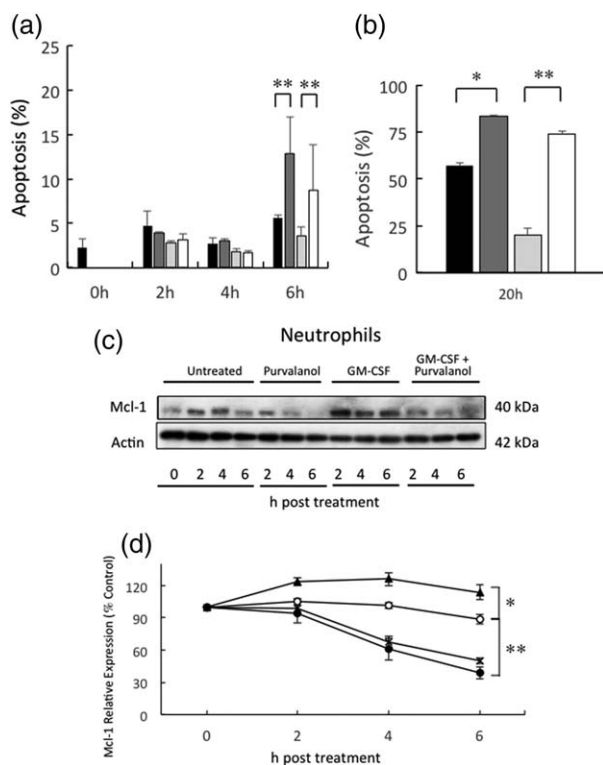 (a)
25
20
15
10
5
0
Apoptosis (%)
** **
0h 2h 4h 6h
(b)
100
75
50
25
0
Apoptosis (%)
* **
20h
Neutrophils
(c)
Untreated Purvalanol GM-CSF GM-CSF +
Purvalanol
Mcl-1 40 kDa
Actin 42 kDa
0 2 4 6 2 4 6 2 4 6 2 4 6
h post treatment
(d)
Mcl-1 Relative Expression (% Control)
120
90
60
30
0
*
**
0 2 4 6
h post treatment